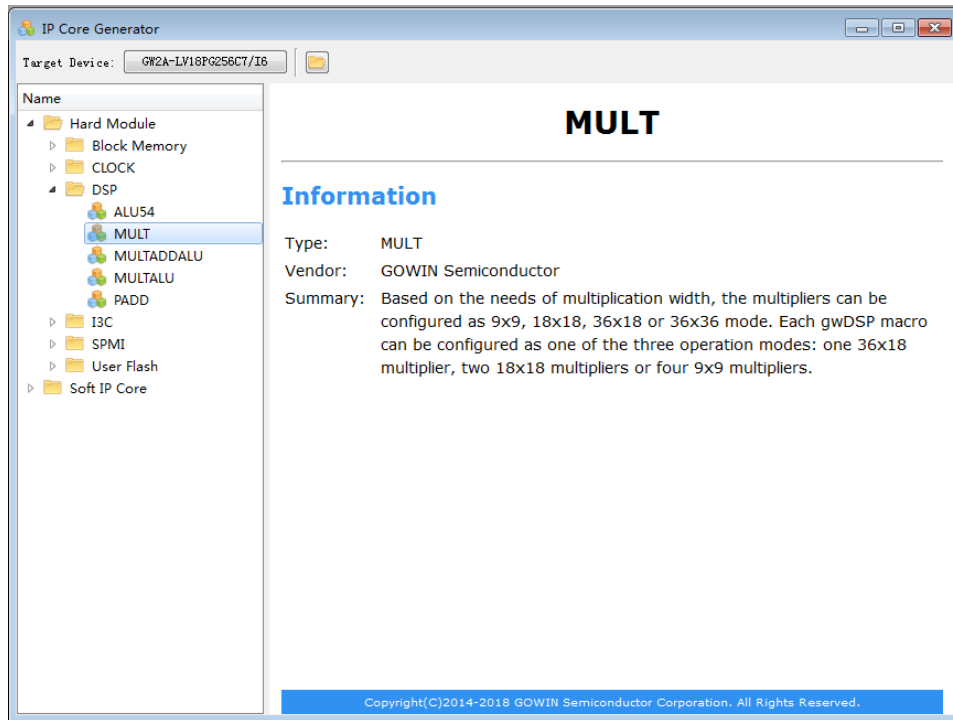 IP Core Generator
Target Device: GW2A-LV18PG256C7/I6
Name
Hard Module
Block Memory
CLOCK
DSP
ALU54
MULT
MULTADDALU
MULTALU
PADD
I3C
SPMI
User Flash
Soft IP Core
MULT
Information
Type: MULT
Vendor: GOWIN Semiconductor
Summary: Based on the needs of multiplication width, the multipliers can be
configured as 9x9, 18x18, 36x18 or 36x36 mode. Each gwDSP macro
can be configured as one of the three operation modes: one 36x18
multiplier, two 18x18 multipliers or four 9x9 multipliers.
Copyright(C)2014-2018 GOWIN Semiconductor Corporation. All Rights Reserved.